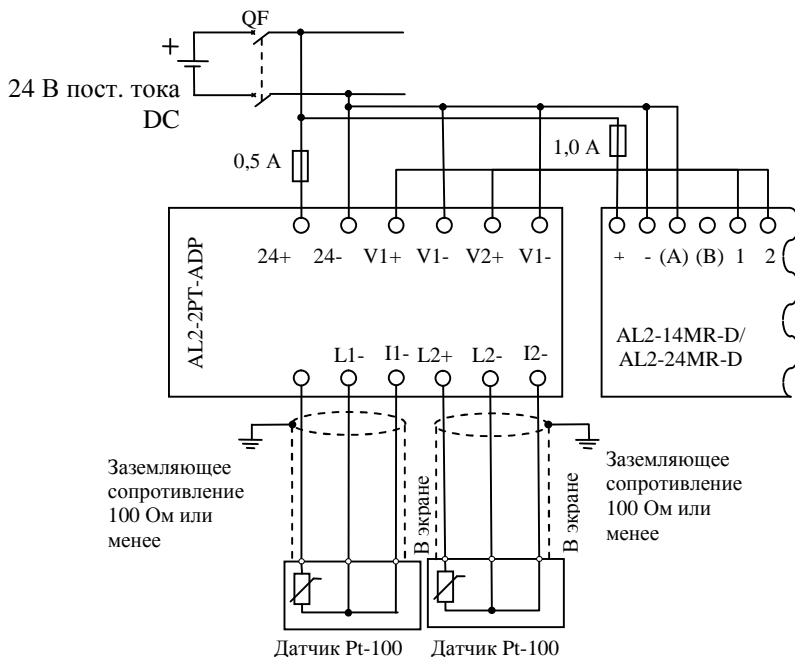 QF
+
24 В пост. тока
DC
0,5 А
1,0 А
24+ 24- V1+ V1- V2+ V1-
+ - (A) (B) 1 2
AL2-2PT-ADP
AL2-14MR-D/
AL2-24MR-D
L1- I1- L2+ L2- I2-
Заземляющее
сопротивление
100 Ом или
менее
В экране
В экране
Заземляющее
сопротивление
100 Ом или
менее
Датчик Pt-100 Датчик Pt-100